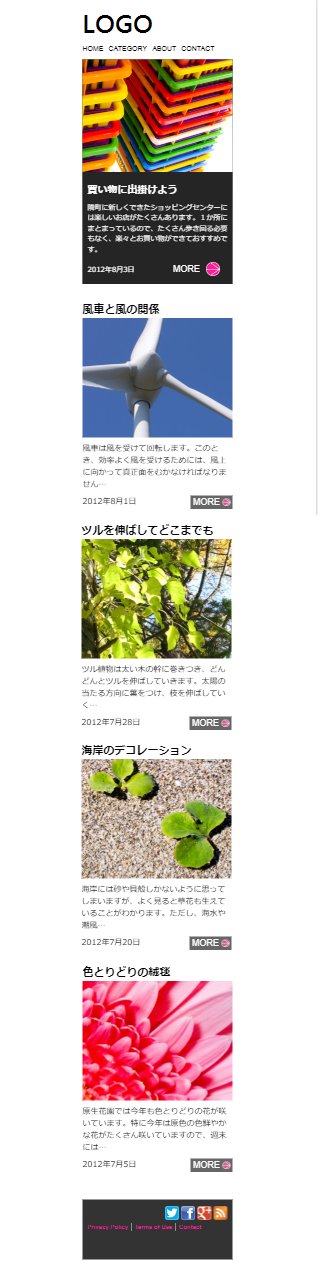 LOGO
HOME CATEGORY ABOUT CONTACT
買い物に出掛けよう
隣町に新しくできたショッピングセンターに
は楽しいお店がたくさんあります。1か所に
まとまっているので、たくさん歩き回る必要
もなく、楽々とお買い物ができておすすめで
す。
2012年8月3日 MORE
風車と風の関係
風車は風を受けて回転します。このと
き、効率よく風を受けるためには、風上
に向かって真正面をむかなければなりま
せん…
2012年8月1日 MORE
ツルを伸ばしてどこまでも
ツル植物は太い木の幹に巻きつき、どん
どんとツルを伸ばしていきます。太陽の
当たる方向に葉をつけ、枝を伸ばしてい
く…
2012年7月28日 MORE
海岸のデコレーション
海岸には砂や貝殻しかないように思って
しまいますが、よく見ると草花も生えて
いることがわかります。ただし、海水や
潮風…
2012年7月20日 MORE
色とりどりの絨毯
原生花園では今年も色とりどりの花が咲
いています。特に今年は原色の色鮮やか
な花がたくさん咲いていますので、週末
には…
2012年7月5日 MORE
Privacy Policy | Terms of Use | Contact